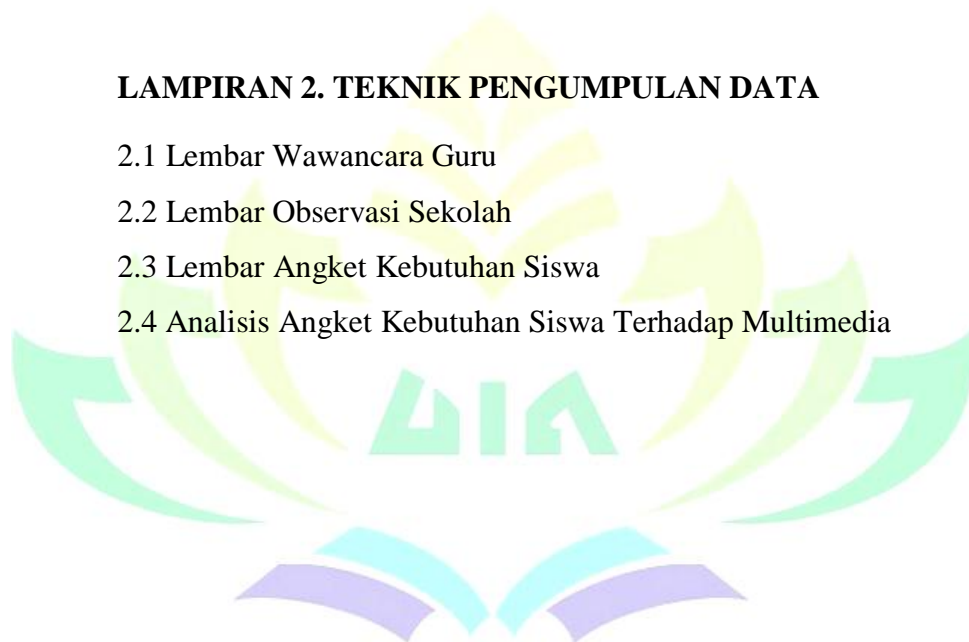 LAMPIRAN 2. TEKNIK PENGUMPULAN DATA
2.1 Lembar Wawancara Guru
2.2 Lembar Observasi Sekolah
2.3 Lembar Angket Kebutuhan Siswa
2.4 Analisis Angket Kebutuhan Siswa Terhadap Multimedia
UIN